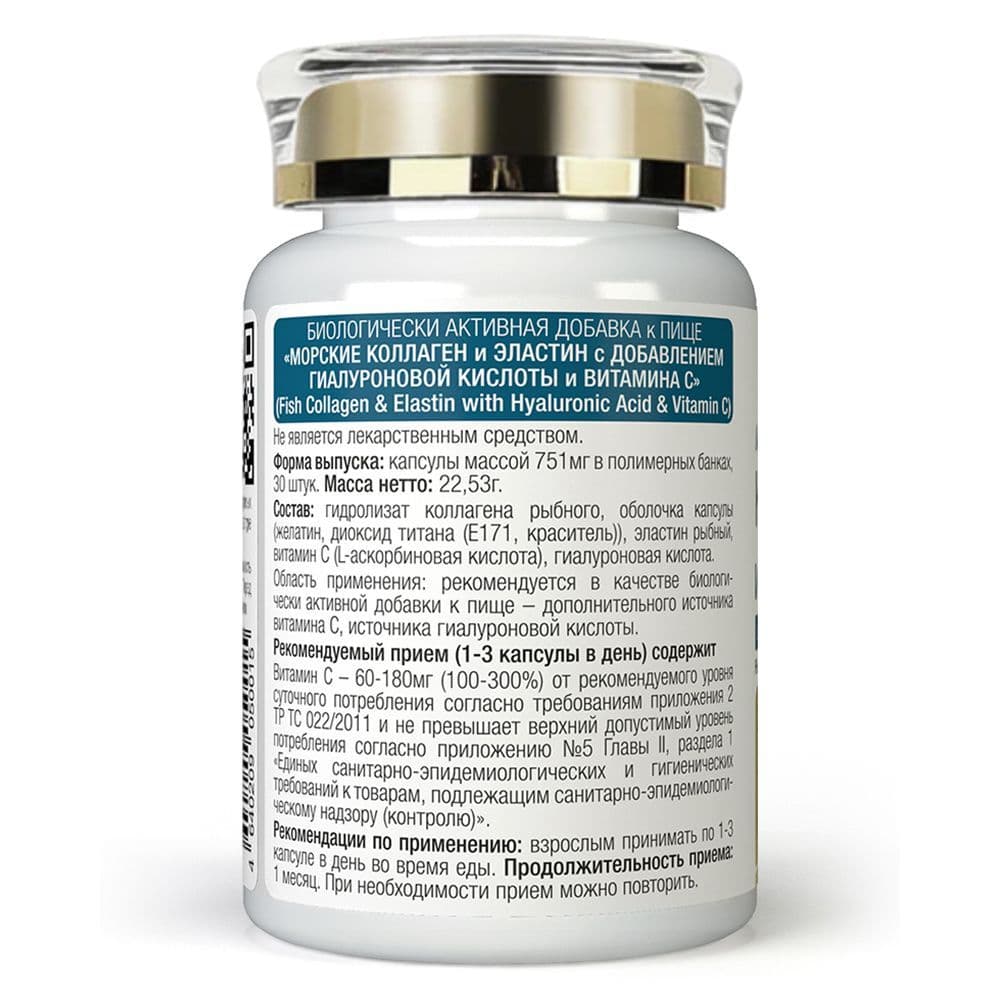 БИОЛОГИЧЕСКИ АКТИВНАЯ ДОБАВКА к ПИЩЕ
«МОРСКИЕ КОЛЛАГЕН и ЭЛАСТИН с ДОБАВЛЕНИЕМ
ГИАЛУРОНОВОЙ КИСЛОТЫ и ВИТАМИНА С»
(Fish Collagen & Elastin with Hyaluronic Acid & Vitamin C)
Не является лекарственным средством.
Форма выпуска: капсулы массой 751мг в полимерных банках,
30 штук. Масса нетто: 22,53г.
Состав: гидролизат коллагена рыбного, оболочка капсулы
(желатин, диоксид титана (Е171, краситель)), эластин рыбный,
витамин С (L-аскорбиновая кислота), гиалуроновая кислота.
Область применения: рекомендуется в качестве биологи-
чески активной добавки к пище – дополнительного источника
витамина С, источника гиалуроновой кислоты.
Рекомендуемый прием (1-3 капсулы в день) содержит
Витамин С – 60-180мг (100-300%) от рекомендуемого уровня
суточного потребления согласно требованиям приложения 2
ТР ТС 022/2011 и не превышает верхний допустимый уровень
потребления согласно приложению №5 Главы II, раздела 1
«Единых санитарно-эпидемиологических и гигиенических
требований к товарам, подлежащим санитарно-эпидемиологи-
ческому надзору (контролю)».
Рекомендации по применению: взрослым принимать по 1-3
капсуле в день во время еды. Продолжительность приема:
1 месяц. При необходимости прием можно повторить.
4 640209 050015